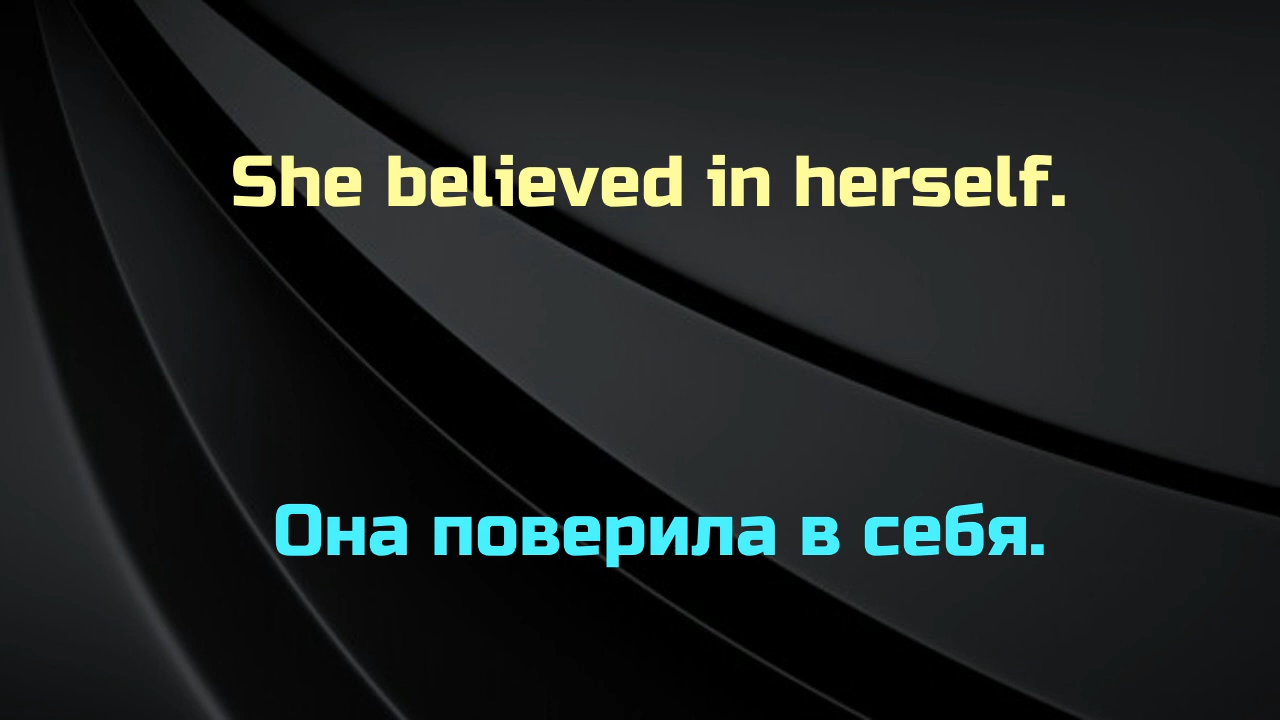 She believed in herself.
Она поверила в себя.